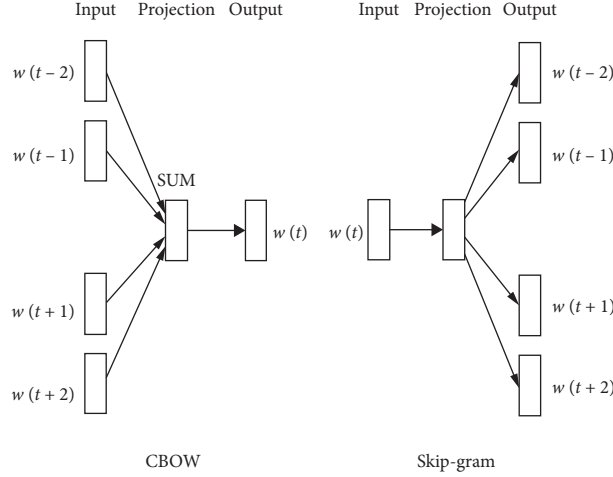 Input Projection Output
w (t – 2)
w (t – 1)
SUM
w (t)
w (t + 1)
w (t + 2)
CBOW
Input Projection Output
w (t – 2)
w (t – 1)
w (t)
w (t + 1)
w (t + 2)
Skip-gram